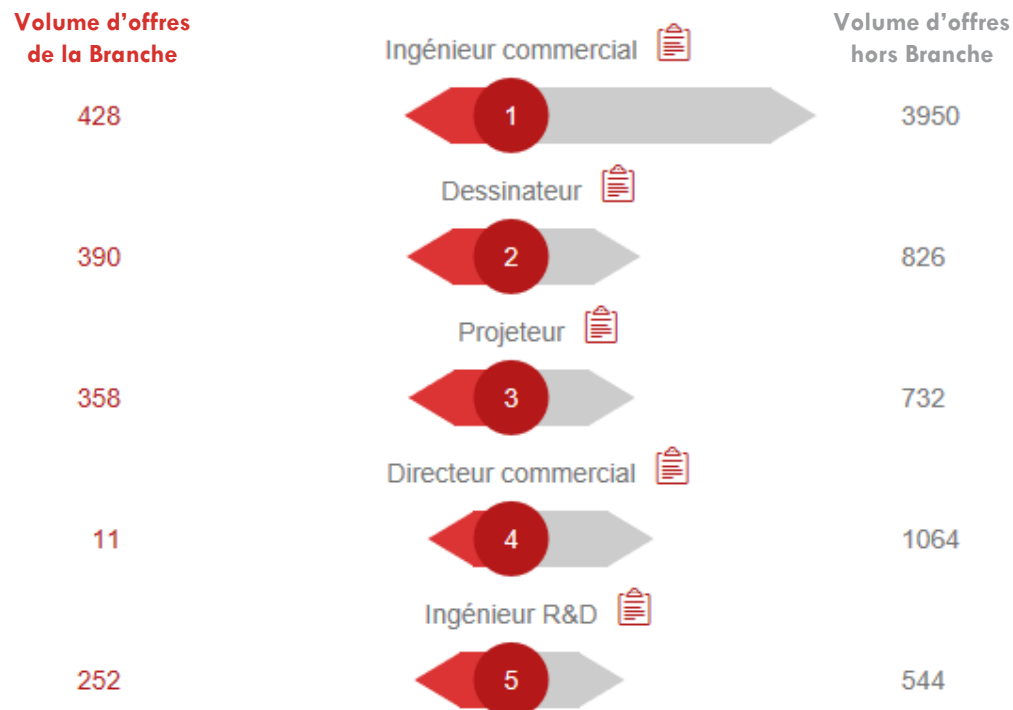 Volume d'offres
de la Branche
Volume d'offres
hors Branche
Ingénieur commercial
428
1
3950
Dessinateur
390
2
826
Projeteur
358
3
732
Directeur commercial
11
4
1064
Ingénieur R&D
252
5
544